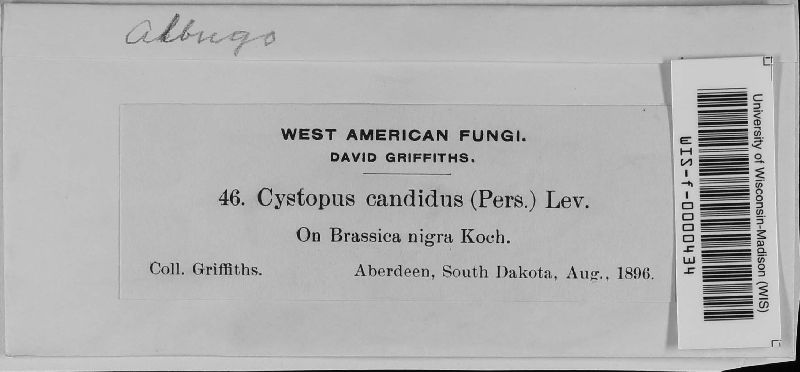 Albugo
WEST AMERICAN FUNGI.
DAVID GRIFFITHS.
46. Cystopus candidus (Pers.) Lev.
On Brassica nigra Koch.
Coll. Griffiths. Aberdeen, South Dakota, Aug., 1896.
University of Wisconsin-Madison (WIS)
WIS-f-0000434